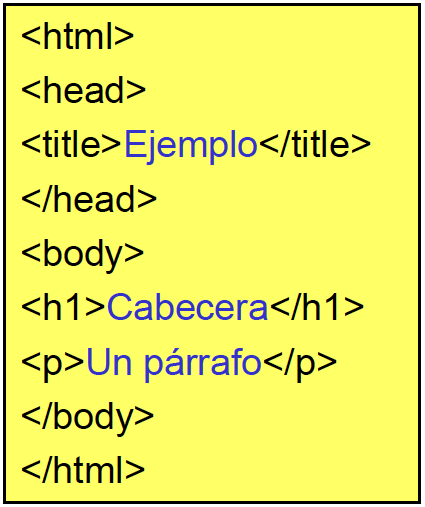 <html>
<head>
<title>Ejemplo</title>
</head>
<body>
<h1>Cabecera</h1>
<p>Un párrafo</p>
</body>
</html>